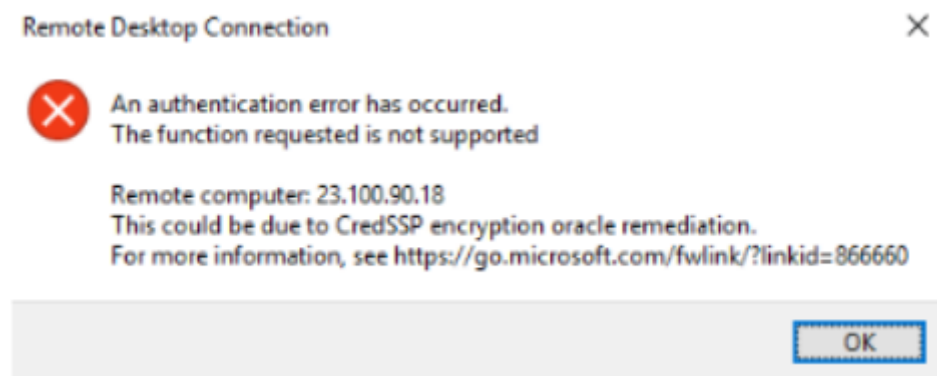 Remote Desktop Connection
An authentication error has occurred.
The function requested is not supported
Remote computer: 23.100.90.18
This could be due to CredSSP encryption oracle remediation.
For more information, see https://go.microsoft.com/fwlink/?linkid=866660
OK